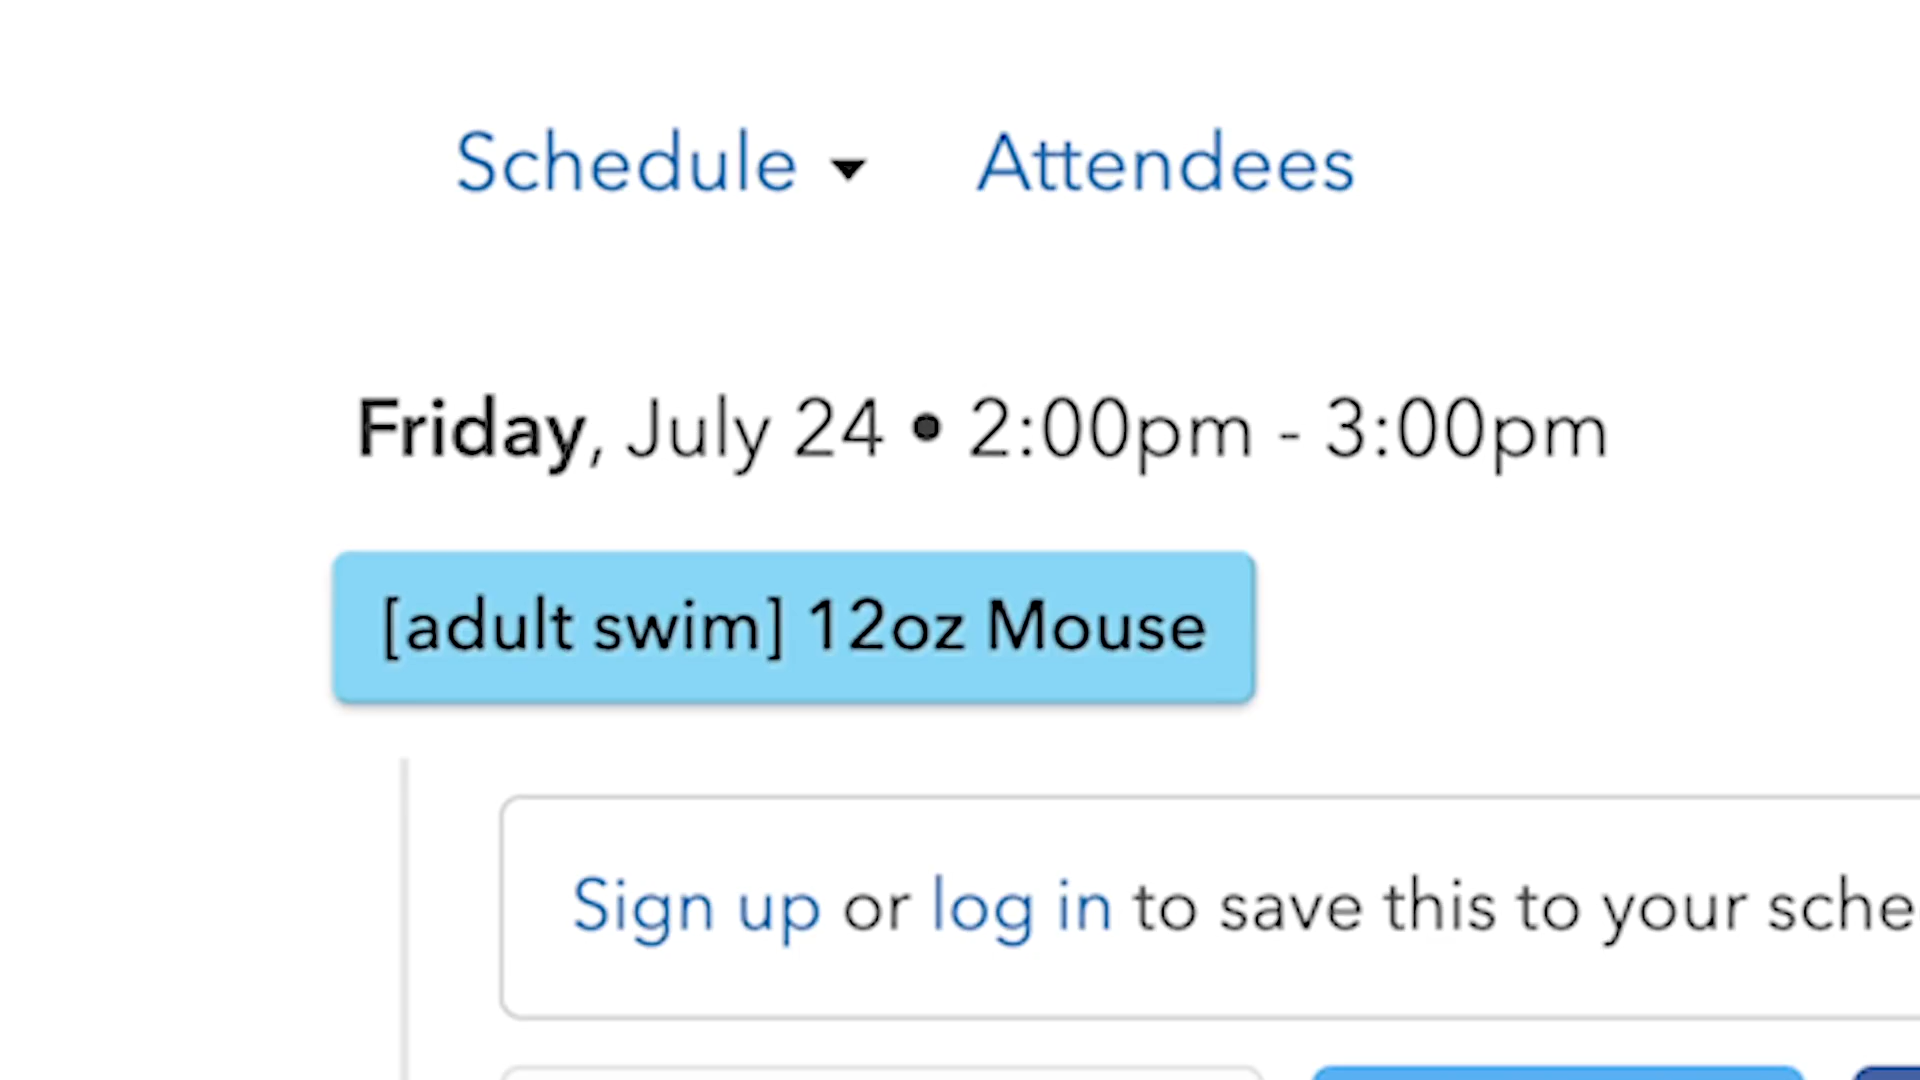 Schedule Attendees
Friday, July 24 • 2:00pm - 3:00pm
[adult swim] 12oz Mouse
Sign up or log in to save this to your sche